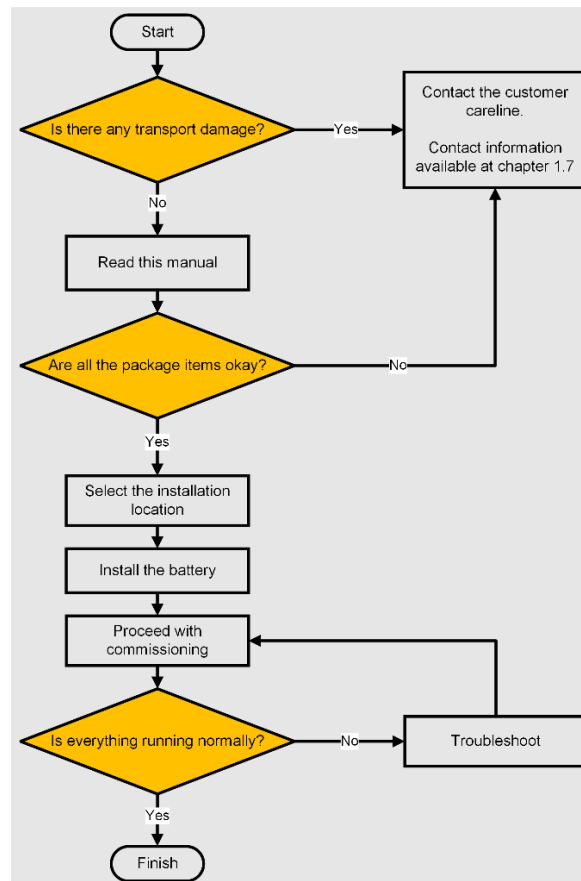 Start
Is there any transport damage?
Yes
Contact the customer
careline.
Contact information
available at chapter 1.7
No
Read this manual
Are all the package items okay?
No
Yes
Select the installation
location
Install the battery
Proceed with
commissioning
Is everything running normally?
No
Troubleshoot
Yes
Finish